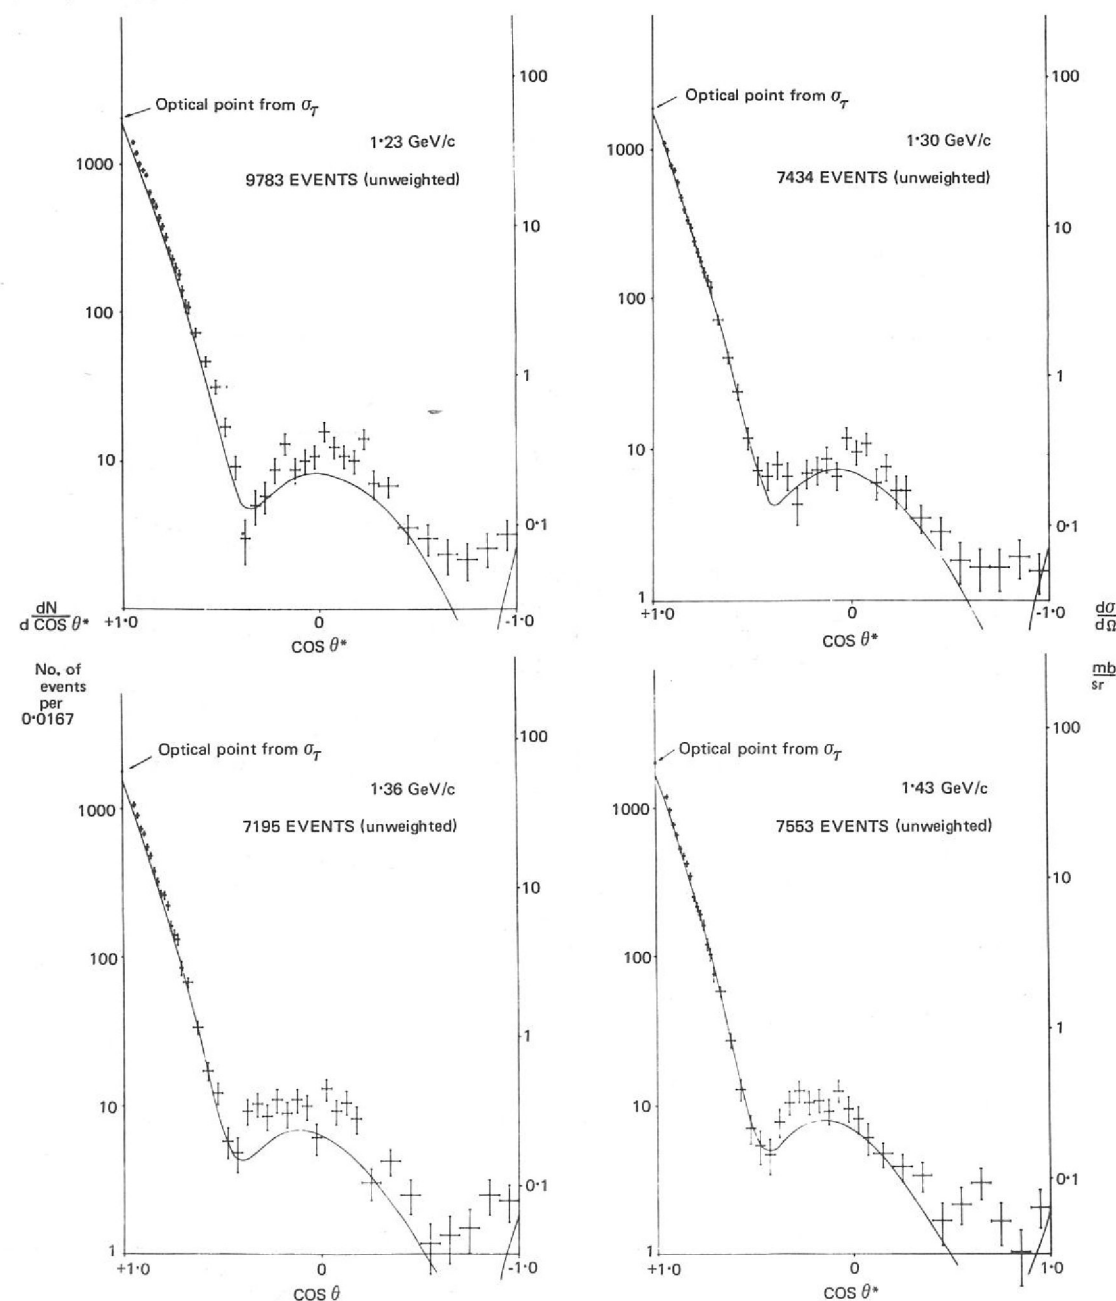 100
Optical point from σT
1·23 GeV/c
1000
9783 EVENTS (unweighted)
10
100
1
10
0·1
dN
d COS θ*
+1·0
0
-1·0
COS θ*
No. of
events
per
0·0167
100
Optical point from σT
1·30 GeV/c
1000
7434 EVENTS (unweighted)
10
100
1
10
0·1
1
+1·0
0
-1·0
COS θ*
dσ
dΩ
mb
sr
100
Optical point from σT
1·36 GeV/c
1000
7195 EVENTS (unweighted)
10
100
1
10
0·1
1
+1·0
0
-1·0
COS θ
100
Optical point from σT
1·43 GeV/c
1000
7553 EVENTS (unweighted)
10
100
1
10
0·1
1
+1·0
0
1·0
COS θ*